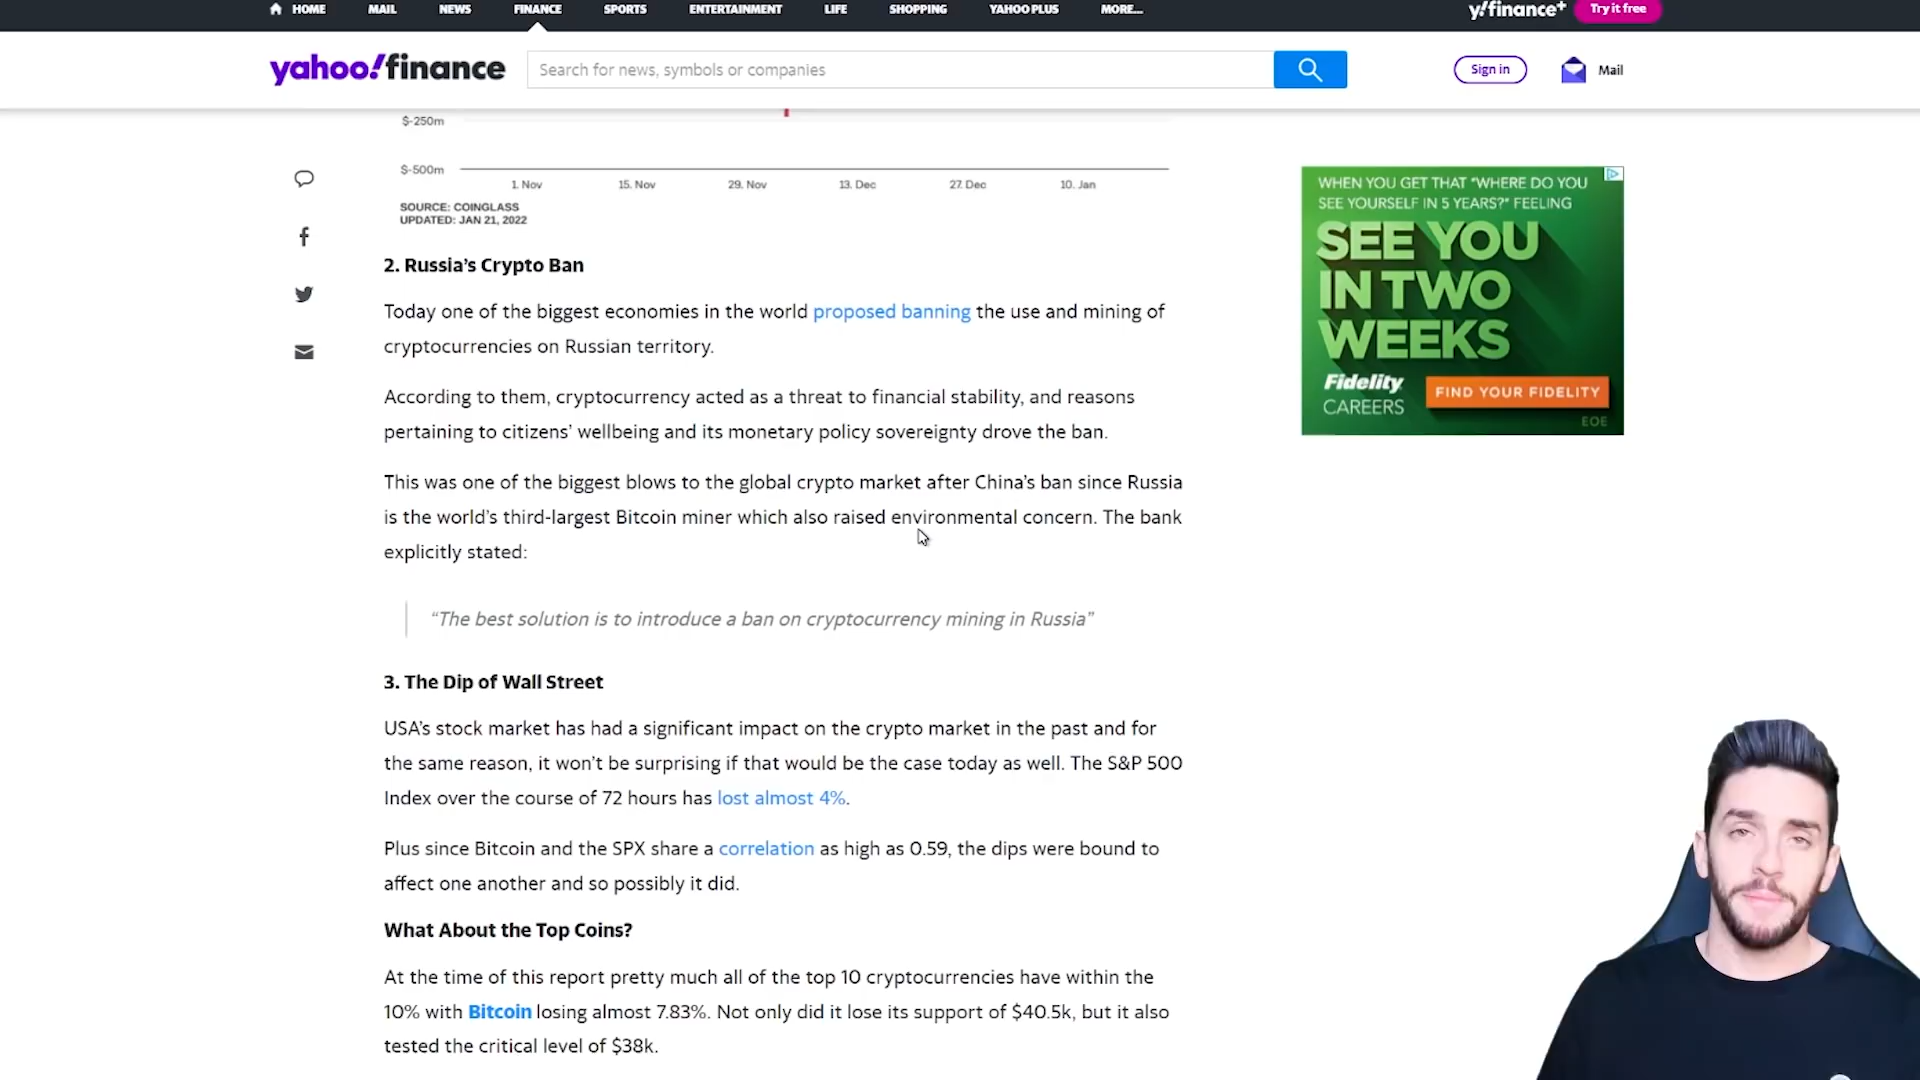 HOME MAIL NEWS FINANCE SPORTS ENTERTAINMENT LIFE SHOPPING YAHOO PLUS MORE... y!finance+ Try it free
yahoo!finance Search for news, symbols or companies Sign in Mail
$-250m
$-500m
1. Nov 15. Nov 29. Nov 13. Dec 27. Dec 10. Jan
SOURCE: COINGLASS
UPDATED: JAN 21, 2022
2. Russia’s Crypto Ban
Today one of the biggest economies in the world proposed banning the use and mining of
cryptocurrencies on Russian territory.
According to them, cryptocurrency acted as a threat to financial stability, and reasons
pertaining to citizens’ wellbeing and its monetary policy sovereignty drove the ban.
This was one of the biggest blows to the global crypto market after China’s ban since Russia
is the world’s third-largest Bitcoin miner which also raised environmental concern. The bank
explicitly stated:
“The best solution is to introduce a ban on cryptocurrency mining in Russia”
3. The Dip of Wall Street
USA’s stock market has had a significant impact on the crypto market in the past and for
the same reason, it won’t be surprising if that would be the case today as well. The S&P 500
Index over the course of 72 hours has lost almost 4%.
Plus since Bitcoin and the SPX share a correlation as high as 0.59, the dips were bound to
affect one another and so possibly it did.
What About the Top Coins?
At the time of this report pretty much all of the top 10 cryptocurrencies have within the
10% with Bitcoin losing almost 7.83%. Not only did it lose its support of $40.5k, but it also
tested the critical level of $38k.
WHEN YOU GET THAT “WHERE DO YOU
SEE YOURSELF IN 5 YEARS?” FEELING
SEE YOU
IN TWO
WEEKS
Fidelity
CAREERS
FIND YOUR FIDELITY
EOE